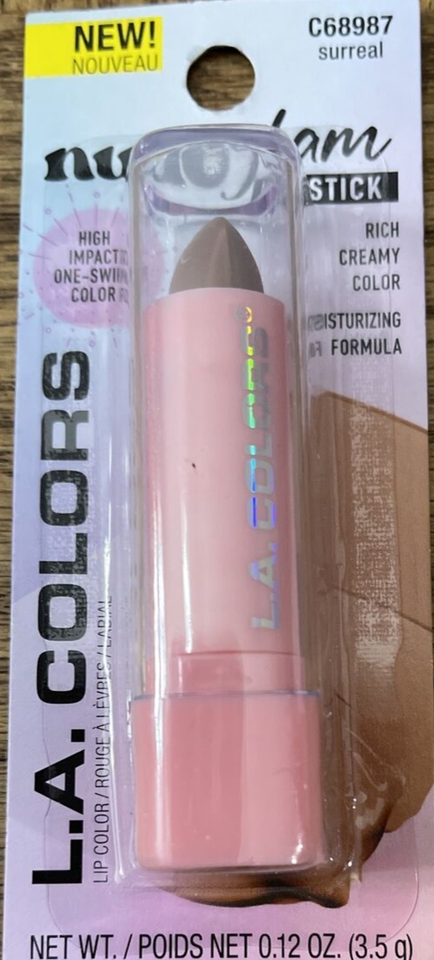 NEW!
NOUVEAU
C68987
surreal
STICK
HIGH
IMPACT
COLOR
RICH
CREAMY
COLOR
FORMULA
L.A. COLORS
L.A. COLORS
LIP COLOR / ROUGE À LÈVRES / LABIAL
NET WT. / POIDS NET 0.12 OZ. (3.5 g)